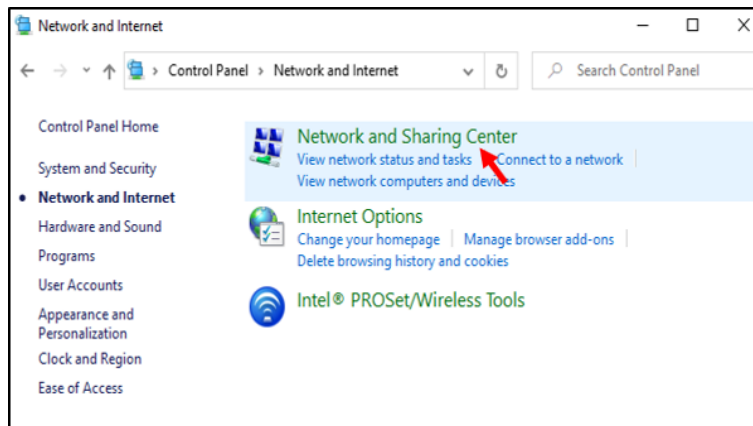 Network and Internet
Control Panel > Network and Internet
Search Control Panel
Control Panel Home
System and Security
Network and Internet
Hardware and Sound
Programs
User Accounts
Appearance and
Personalization
Clock and Region
Ease of Access
Network and Sharing Center
View network status and tasks Connect to a network
View network computers and devices
Internet Options
Change your homepage Manage browser add-ons
Delete browsing history and cookies
Intel® PROSet/Wireless Tools